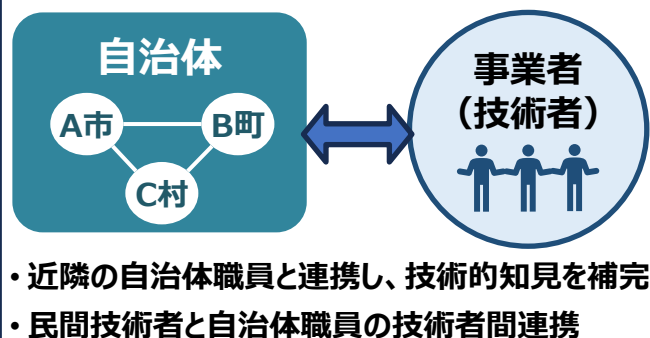 自治体
A市
B町
C村
事業者
（技術者）
・近隣の自治体職員と連携し、技術的知見を補完
・民間技術者と自治体職員の技術者間連携